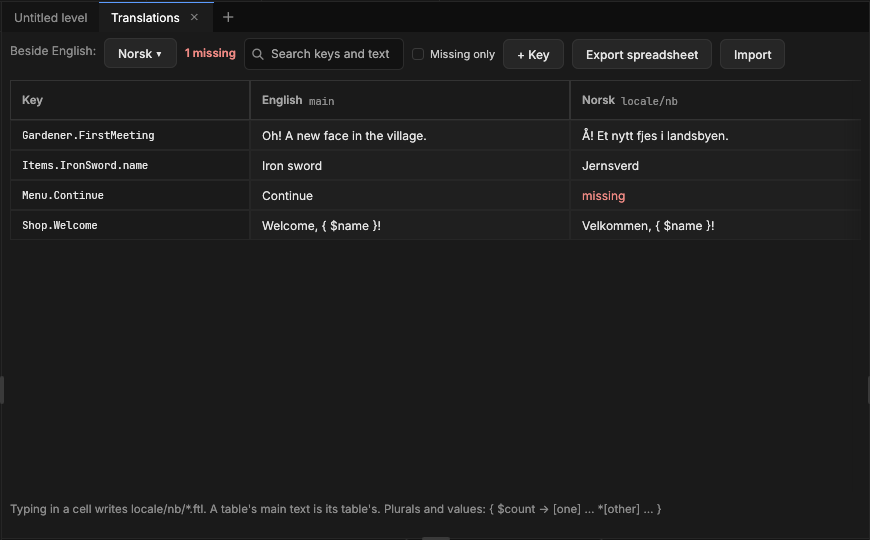 Untitled level
Translations ×
+
Beside English: Norsk ▾ 1 missing Search keys and text Missing only + Key Export spreadsheet Import
Key English main Norsk locale/nb
Gardener.FirstMeeting Oh! A new face in the village. Å! Et nytt fjes i landsbyen.
Items.IronSword.name Iron sword Jernsverd
Menu.Continue Continue missing
Shop.Welcome Welcome, { $name }! Velkommen, { $name }!
Typing in a cell writes locale/nb/*.ftl. A table's main text is its table's. Plurals and values: { $count -> [one] ... *[other] ... }